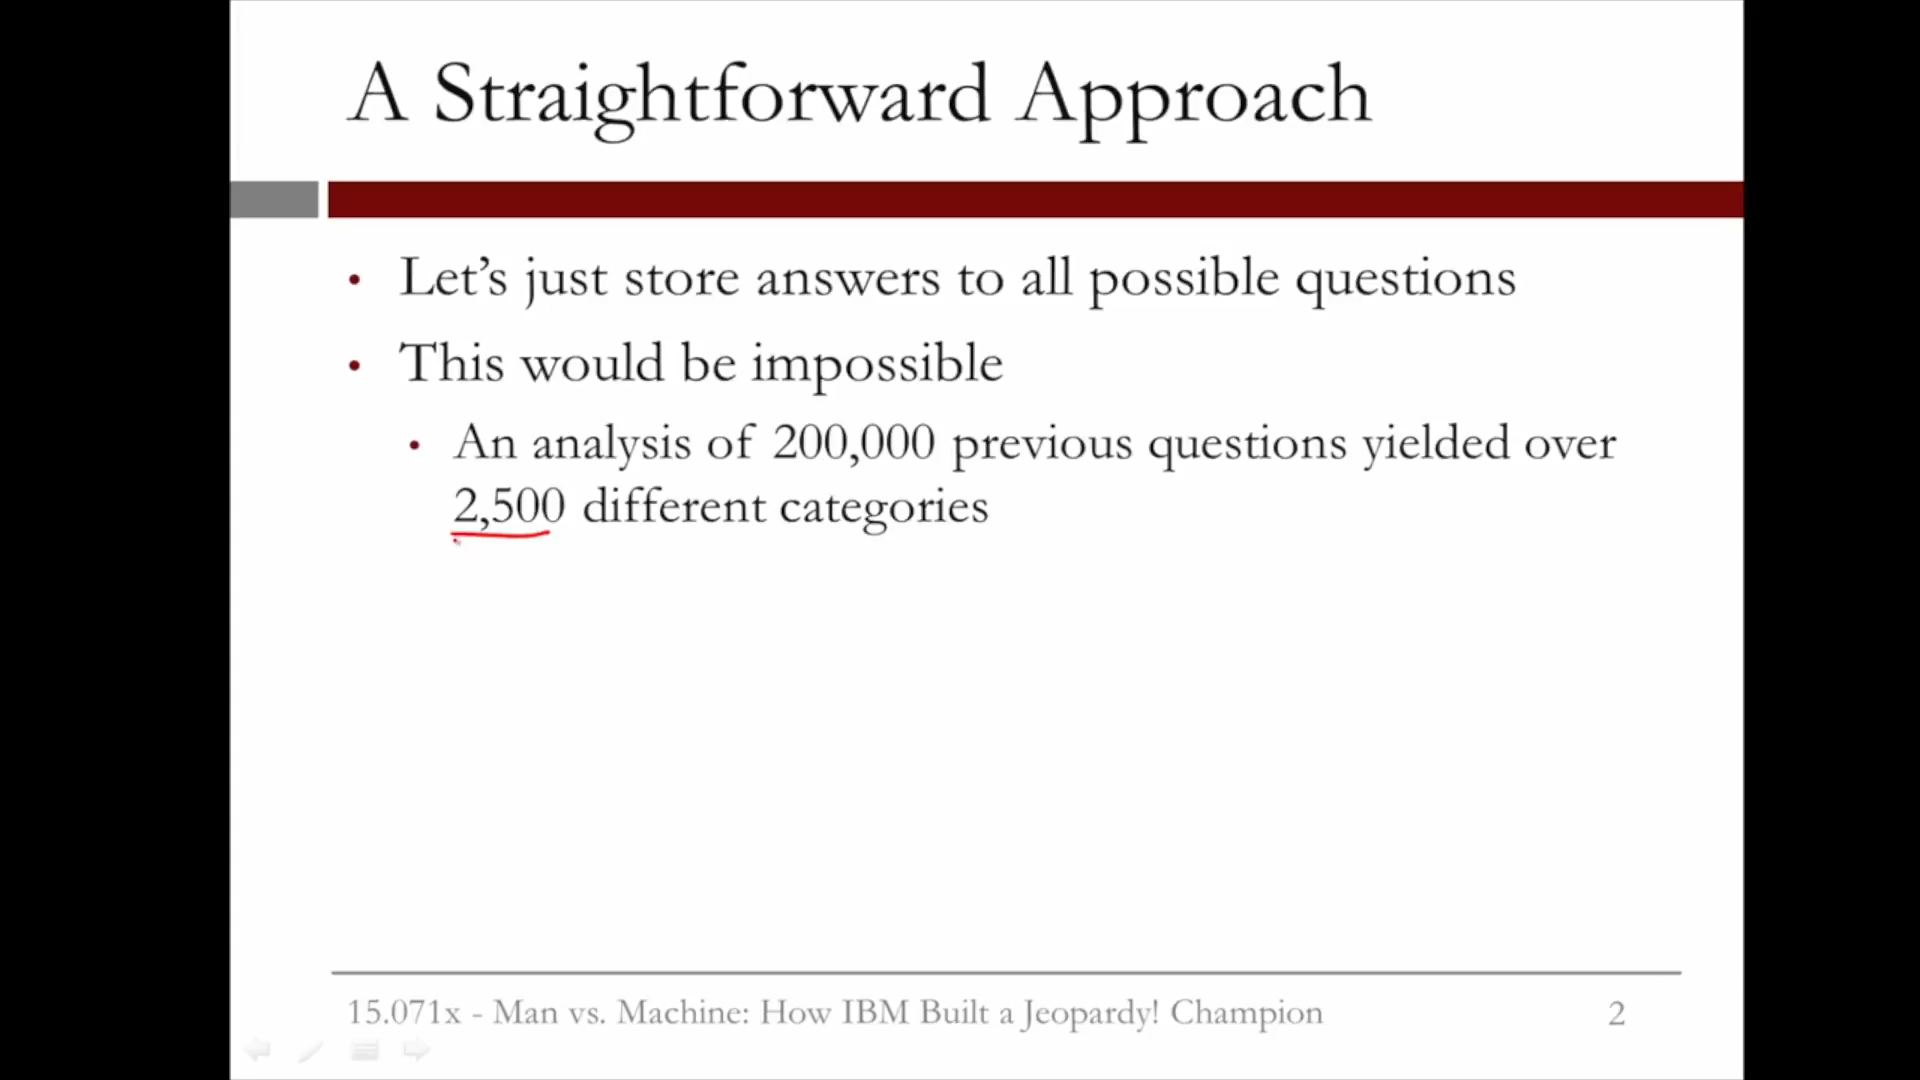 A Straightforward Approach
• Let’s just store answers to all possible questions
• This would be impossible
• An analysis of 200,000 previous questions yielded over
2,500 different categories
15.071x - Man vs. Machine: How IBM Built a Jeopardy! Champion 2